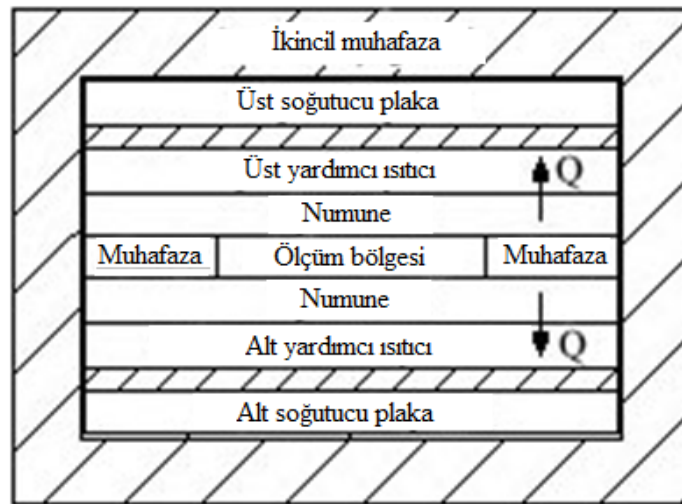 İkincil muhafaza
Üst soğutucu plaka
Üst yardımcı ısıtıcı
Q
Numune
Muhafaza Ölçüm bölgesi Muhafaza
Numune
Alt yardımcı ısıtıcı
Q
Alt soğutucu plaka